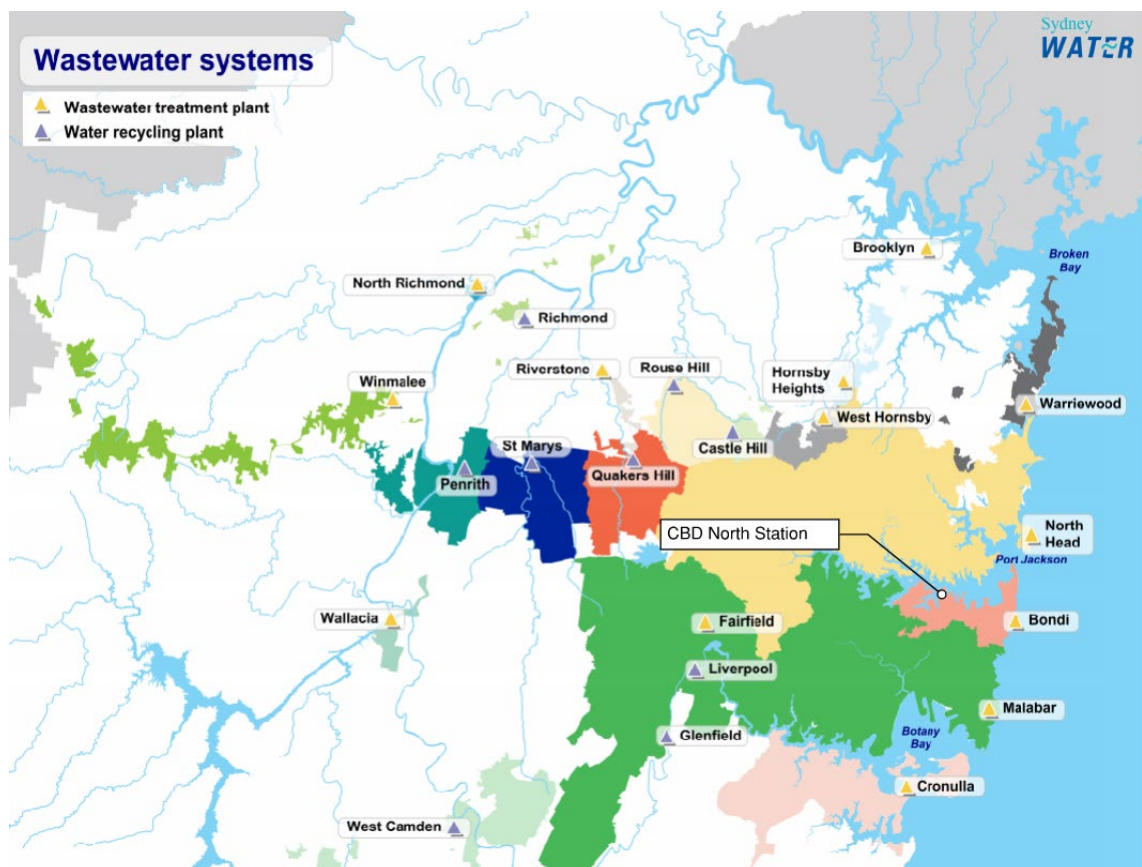 Sydney
WATER
Wastewater systems
Wastewater treatment plant
Water recycling plant
Brooklyn
Broken
Bay
North Richmond
Richmond
Riverstone
Rouse Hill
Hornsby
Heights
Winmalee
Warriewood
West Hornsby
Castle Hill
St Marys
Penrith
Quakers Hill
CBD North Station
North
Head
Port Jackson
Wallacia
Fairfield
Bondi
Liverpool
Malabar
Glenfield
Botany
Bay
Cronulla
West Camden